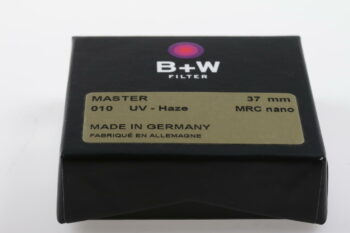 B+W
FILTER
MASTER 37 mm
010 UV - Haze MRC nano
MADE IN GERMANY
FABRIQUÉ EN ALLEMAGNE